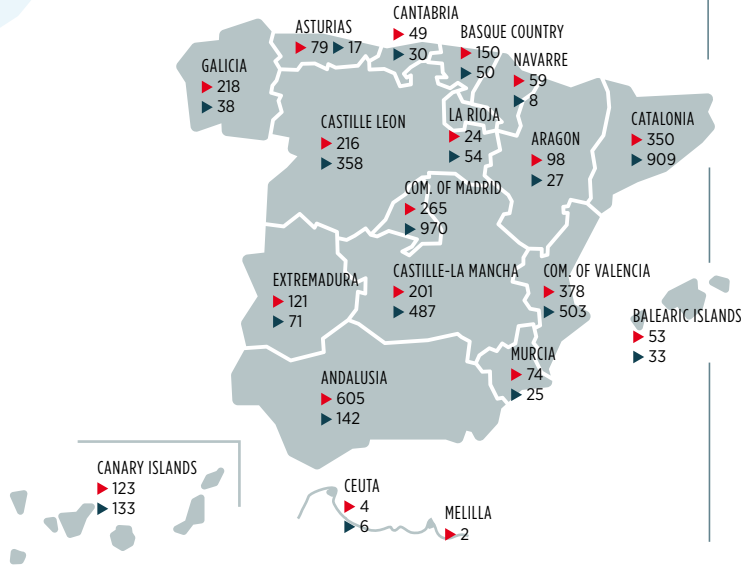 CANTABRIA
49
30
ASTURIAS
79 17
BASQUE COUNTRY
150
50
NAVARRE
59
8
GALICIA
218
38
CASTILLE LEON
216
358
LA RIOJA
24
54
ARAGON
98
27
CATALONIA
350
909
COM. OF MADRID
265
970
EXTREMADURA
121
71
CASTILLE-LA MANCHA
201
487
COM. OF VALENCIA
378
503
BALEARIC ISLANDS
53
33
MURCIA
74
25
ANDALUSIA
605
142
CANARY ISLANDS
123
133
CEUTA
4
6
MELILLA
2